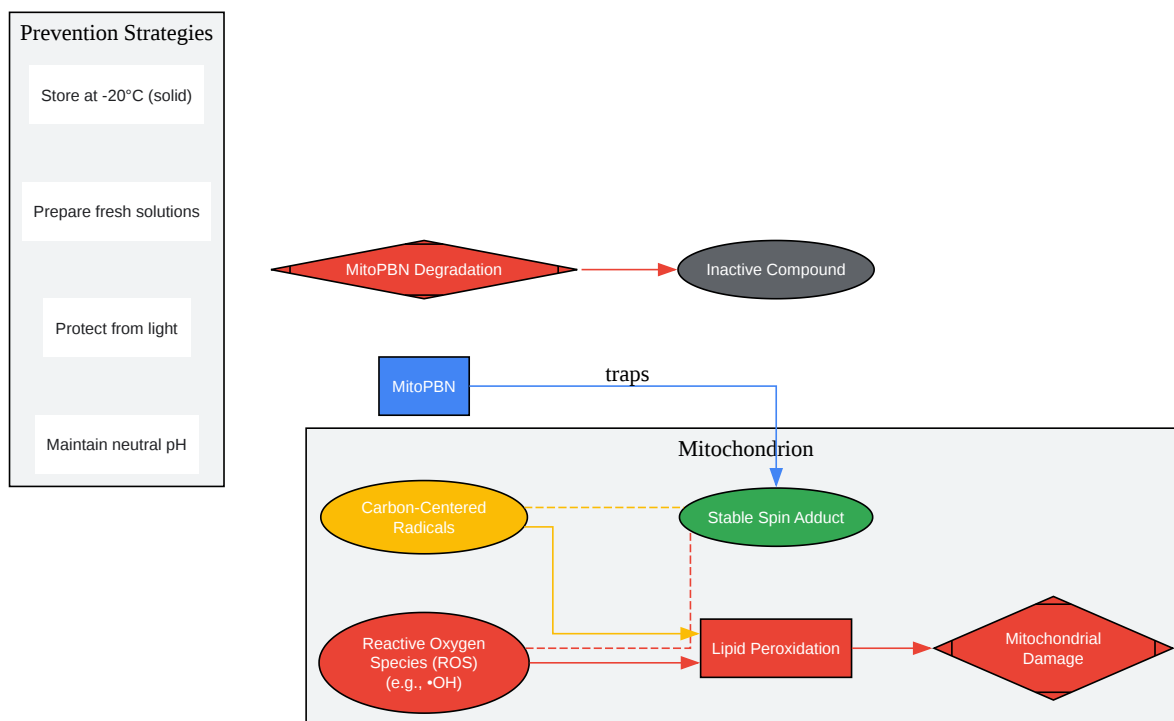 Prevention Strategies
Store at -20°C (solid)
Prepare fresh solutions
Protect from light
Maintain neutral pH
MitoPBN Degradation
Inactive Compound
MitoPBN
traps
Mitochondrion
Carbon-Centered
Radicals
Stable Spin Adduct
Reactive Oxygen
Species (ROS)
(e.g., •OH)
Lipid Peroxidation
Mitochondrial
Damage